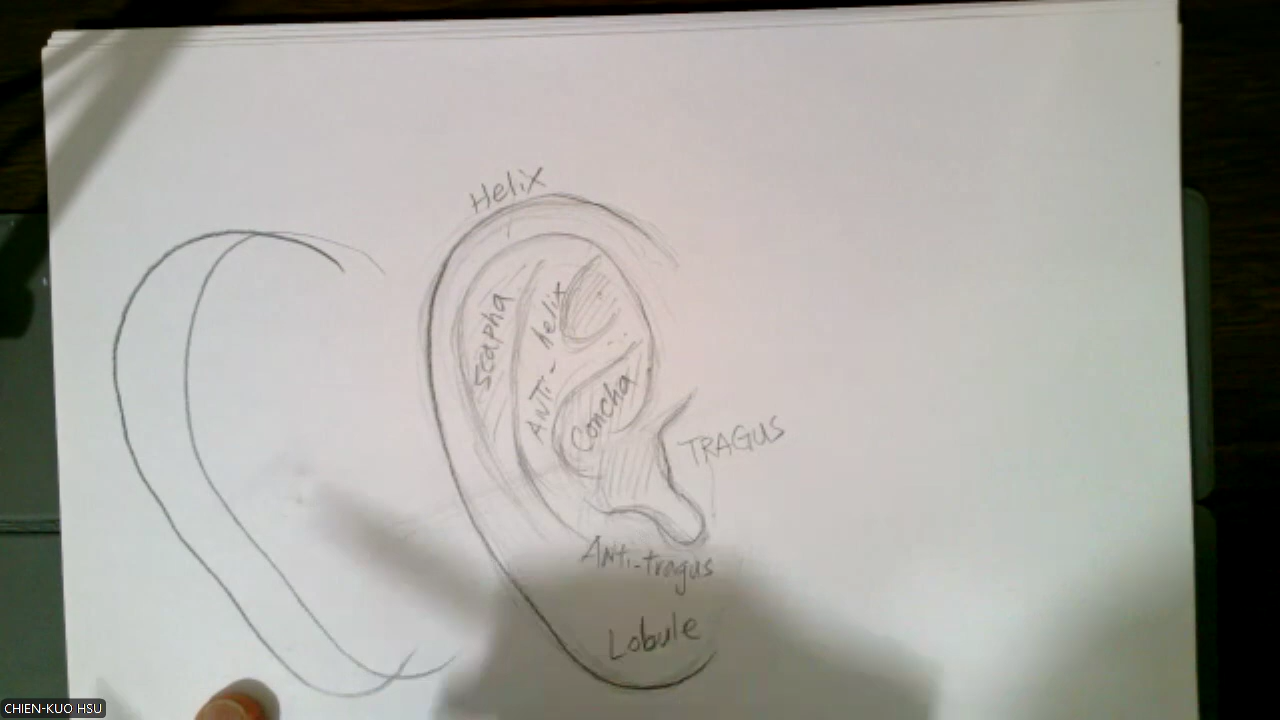 Helix
Scapha
ANTi-helix
Concha
TRAGUS
Anti-tragus
Lobule
CHIEN-KUO HSU